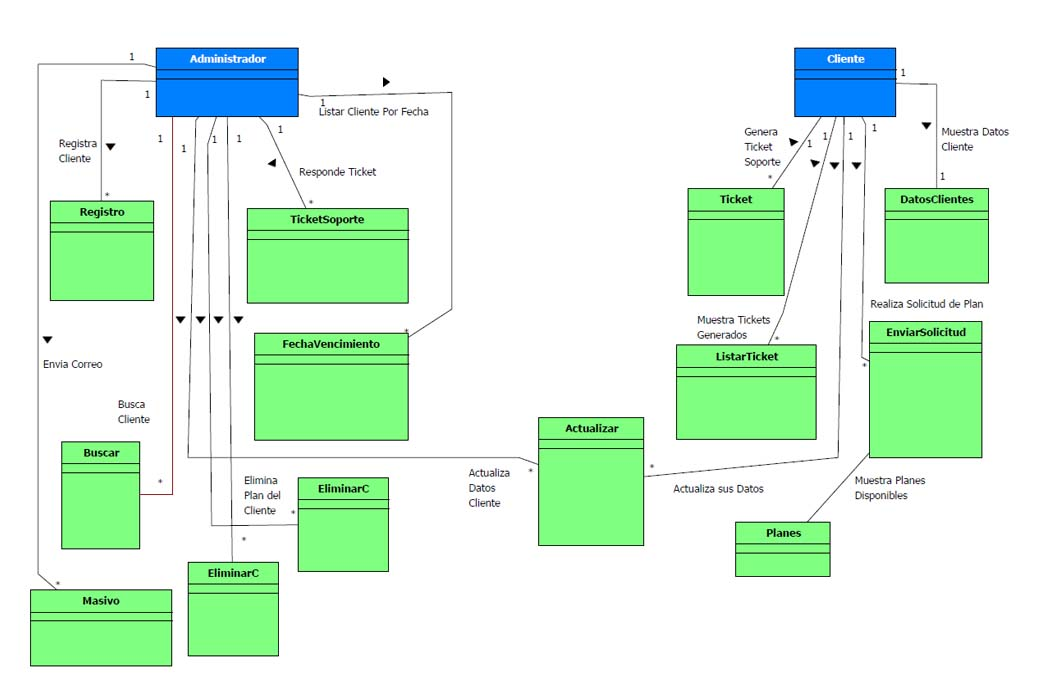 Administrador
Cliente
1
1
1
1
1
1
1
1
Listar Cliente Por Fecha
Registra
Cliente
Responde Ticket
*
*
Registro
TicketSoporte
*
FechaVencimiento
Envia Correo
Busca
Cliente
Buscar
*
Elimina
Plan del
Cliente
*
EliminarC
*
EliminarC
*
Masivo
1
Genera
Ticket
Soporte
1
1
1
1
Muestra Datos
Cliente
1
*
Ticket
DatosClientes
Realiza Solicitud de Plan
Muestra Tickets
Generados
*
ListarTicket
EnviarSolicitud
*
Actualizar
Actualiza
Datos
Cliente
*
*
Actualiza sus Datos
Muestra Planes
Disponibles
Planes